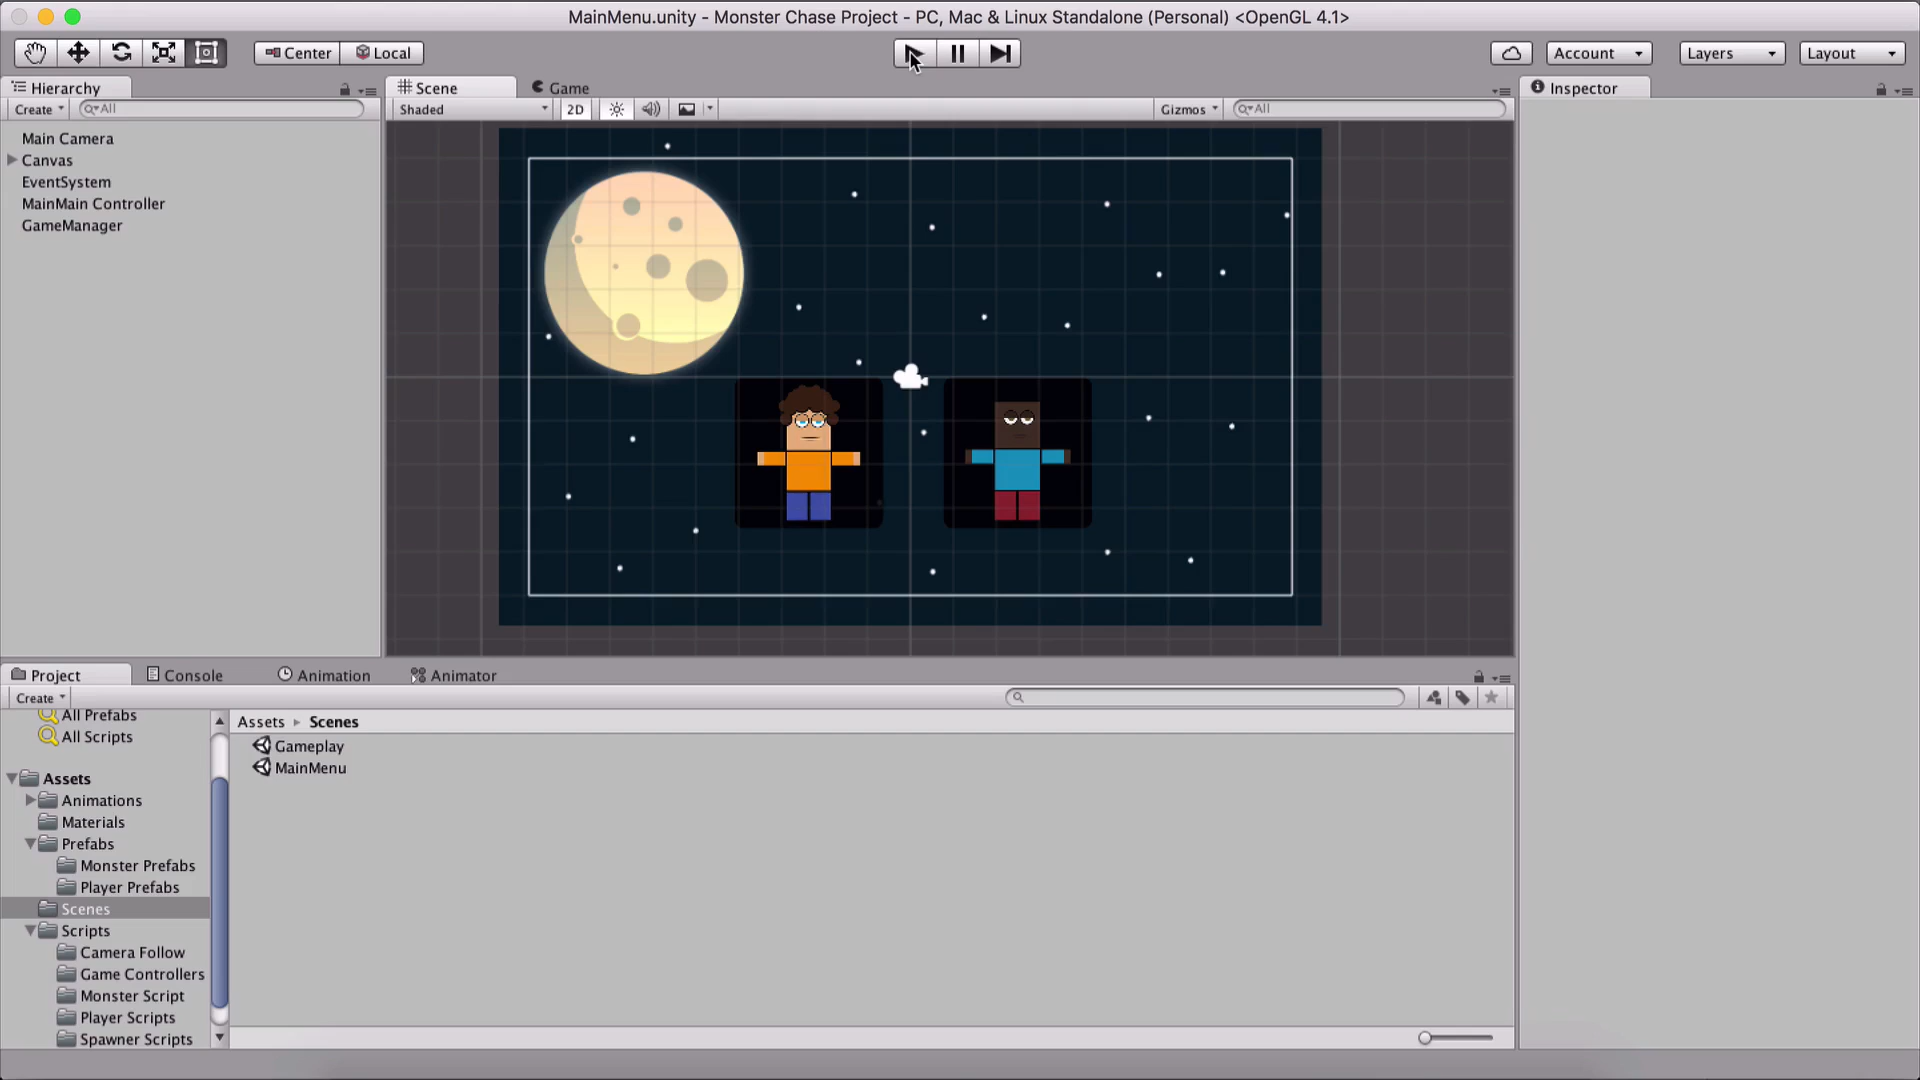 MainMenu.unity - Monster Chase Project - PC, Mac & Linux Standalone (Personal) <OpenGL 4.1>
Center Local Account Layers Layout
Hierarchy
Create All
Main Camera
Canvas
EventSystem
MainMain Controller
GameManager
Scene Game
Shaded 2D Gizmos All
Inspector
Project Console Animation Animator
Create
All Prefabs
All Scripts
Assets
Animations
Materials
Prefabs
Monster Prefabs
Player Prefabs
Scenes
Scripts
Camera Follow
Game Controllers
Monster Script
Player Scripts
Spawner Scripts
Assets Scenes
Gameplay
MainMenu